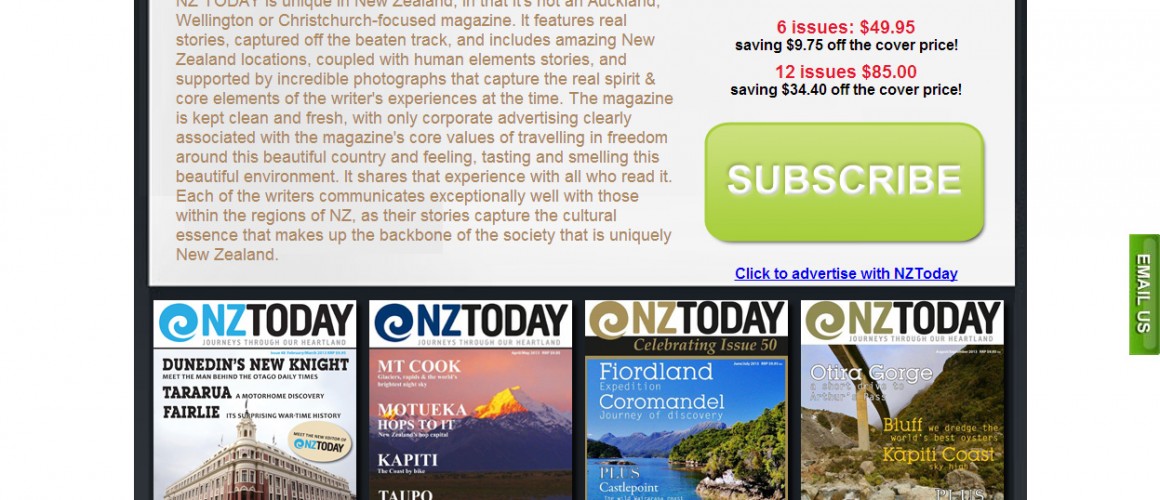 NZ TODAY is unique in New Zealand, in that it's not an Auckland,
Wellington or Christchurch-focused magazine. It features real
stories, captured off the beaten track, and includes amazing New
Zealand locations, coupled with human elements stories, and
supported by incredible photographs that capture the real spirit &
core elements of the writer's experiences at the time. The magazine
is kept clean and fresh, with only corporate advertising clearly
associated with the magazine's core values of travelling in freedom
around this beautiful country and feeling, tasting and smelling this
beautiful environment. It shares that experience with all who read it.
Each of the writers communicates exceptionally well with those
within the regions of NZ, as their stories capture the cultural
essence that makes up the backbone of the society that is uniquely
New Zealand.
6 issues: $49.95
saving $9.75 off the cover price!
12 issues $85.00
saving $34.40 off the cover price!
SUBSCRIBE
Click to advertise with NZToday
EMAIL US
NZTODAY
JOURNEYS THROUGH OUR HEARTLAND
DUNEDIN'S NEW KNIGHT
MEET THE MAN BEHIND THE OTAGO DAILY TIMES
TARARUA A MOTORHOME DISCOVERY
FAIRLIE ITS SURPRISING WAR-TIME HISTORY
MEET THE NEW EDITOR OF
NZTODAY
NZTODAY
JOURNEYS THROUGH OUR HEARTLAND
MT COOK
Glaciers, cupids & the world's
brightest night sky
MOTUEKA
HOPS TO IT
New Zealand's hop capital
KAPITI
The Coast by bike
TAUPO
NZTODAY
Celebrating Issue 50
Fiordland
Expedition
Coromandel
Journey of discovery
PLUS
Castlepoint
The wild Wairarapa coast
NZTODAY
JOURNEYS THROUGH OUR HEARTLAND
Otira Gorge
a short drive to
Arthur's Pass
Bluff we dredge the
world's best oysters
Kapiti Coast
sky high
PLUS